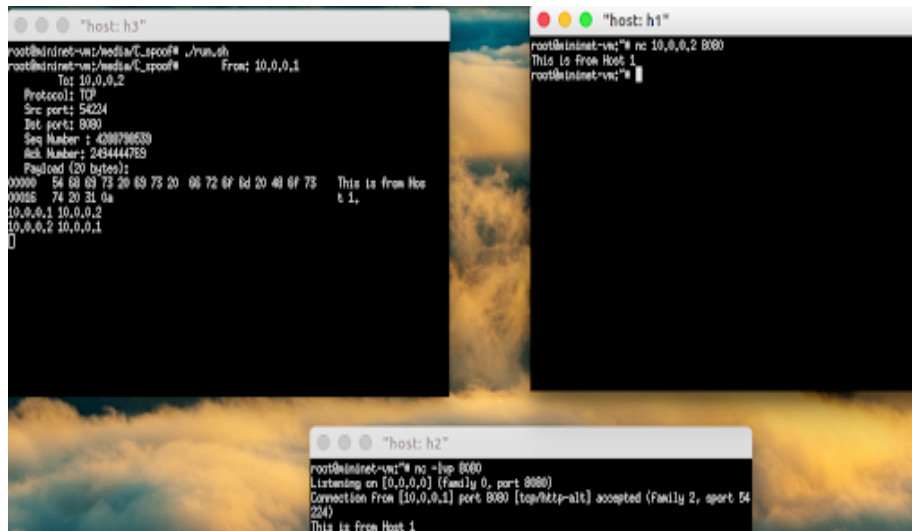 "host: h3"
root@mininet-vm:/media/C_spoof# ./run.sh
root@mininet-vm:/media/C_spoof#       From: 10.0.0.1
To: 10.0.0.2
Protocol: TCP
Src port: 54224
Dst port: 8080
Seq Number :
Ack Number: 2494444769
Payload (20 bytes):
00000   54 68 69 73 20 69 73 20  66 72 6f 6d 20 48 6f 73    This is from Hos
00016   74 20 31 0a    t 1.
10.0.0.1 10.0.0.2
10.0.0.2 10.0.0.1
"host: h1"
root@mininet-vm:~# nc 10.0.0.2 8080
This is from Host 1
root@mininet-vm:~#
"host: h2"
root@mininet-vm:~# nc -lvp 8080
Listening on [0.0.0.0] (family 0, port 8080)
Connection from [10.0.0.1] port 8080 [tcp/http-alt] accepted (family 2, sport 54
224)
This is from Host 1